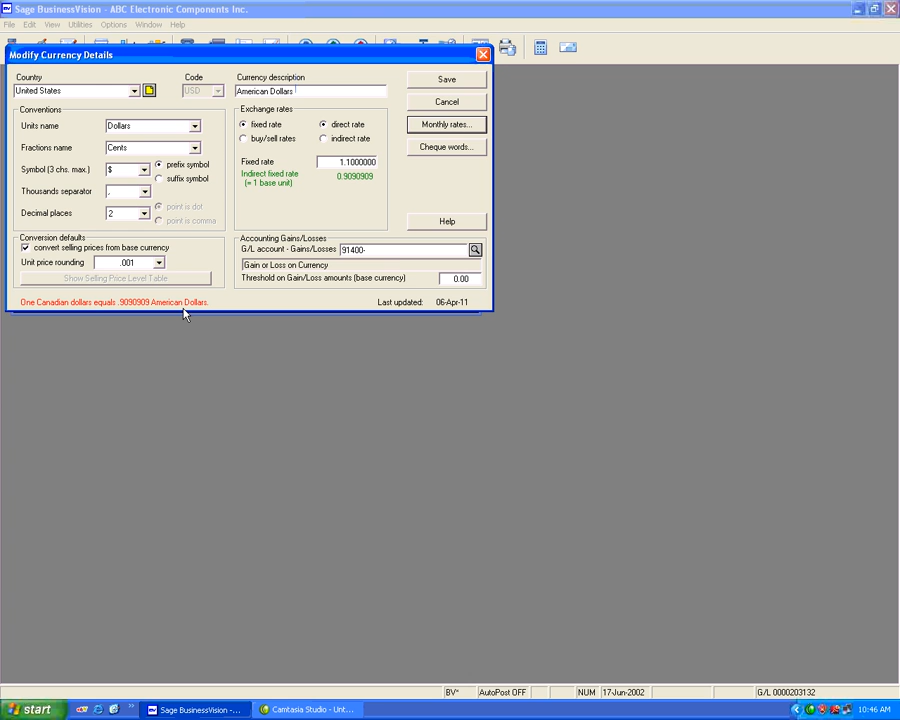 Sage BusinessVision - ABC Electronic Components Inc.
File Edit View Utilities Options Window Help
Modify Currency Details
Country
United States
Code
USD
Currency description
American Dollars
Save
Cancel
Monthly rates...
Cheque words...
Help
Conventions
Units name
Dollars
Fractions name
Cents
Symbol (3 chs. max.)
$
prefix symbol
suffix symbol
Thousands separator
,
Decimal places
2
point is dot
point is comma
Exchange rates
fixed rate
direct rate
buy/sell rates
indirect rate
Fixed rate
1.1000000
Indirect fixed rate
(= 1 base unit)
0.9090909
Conversion defaults
convert selling prices from base currency
Unit price rounding
.001
Show Selling Price Level Table
Accounting Gains/Losses
G/L account - Gains/Losses
91400-
Gain or Loss on Currency
Threshold on Gain/Loss amounts (base currency)
0.00
One Canadian dollars equals .9090909 American Dollars.
Last updated: 06-Apr-11
BV* AutoPost OFF NUM 17-Jun-2002 G/L 0000203132
start
Sage BusinessVision -...
Camtasia Studio - Unt...
10:46 AM